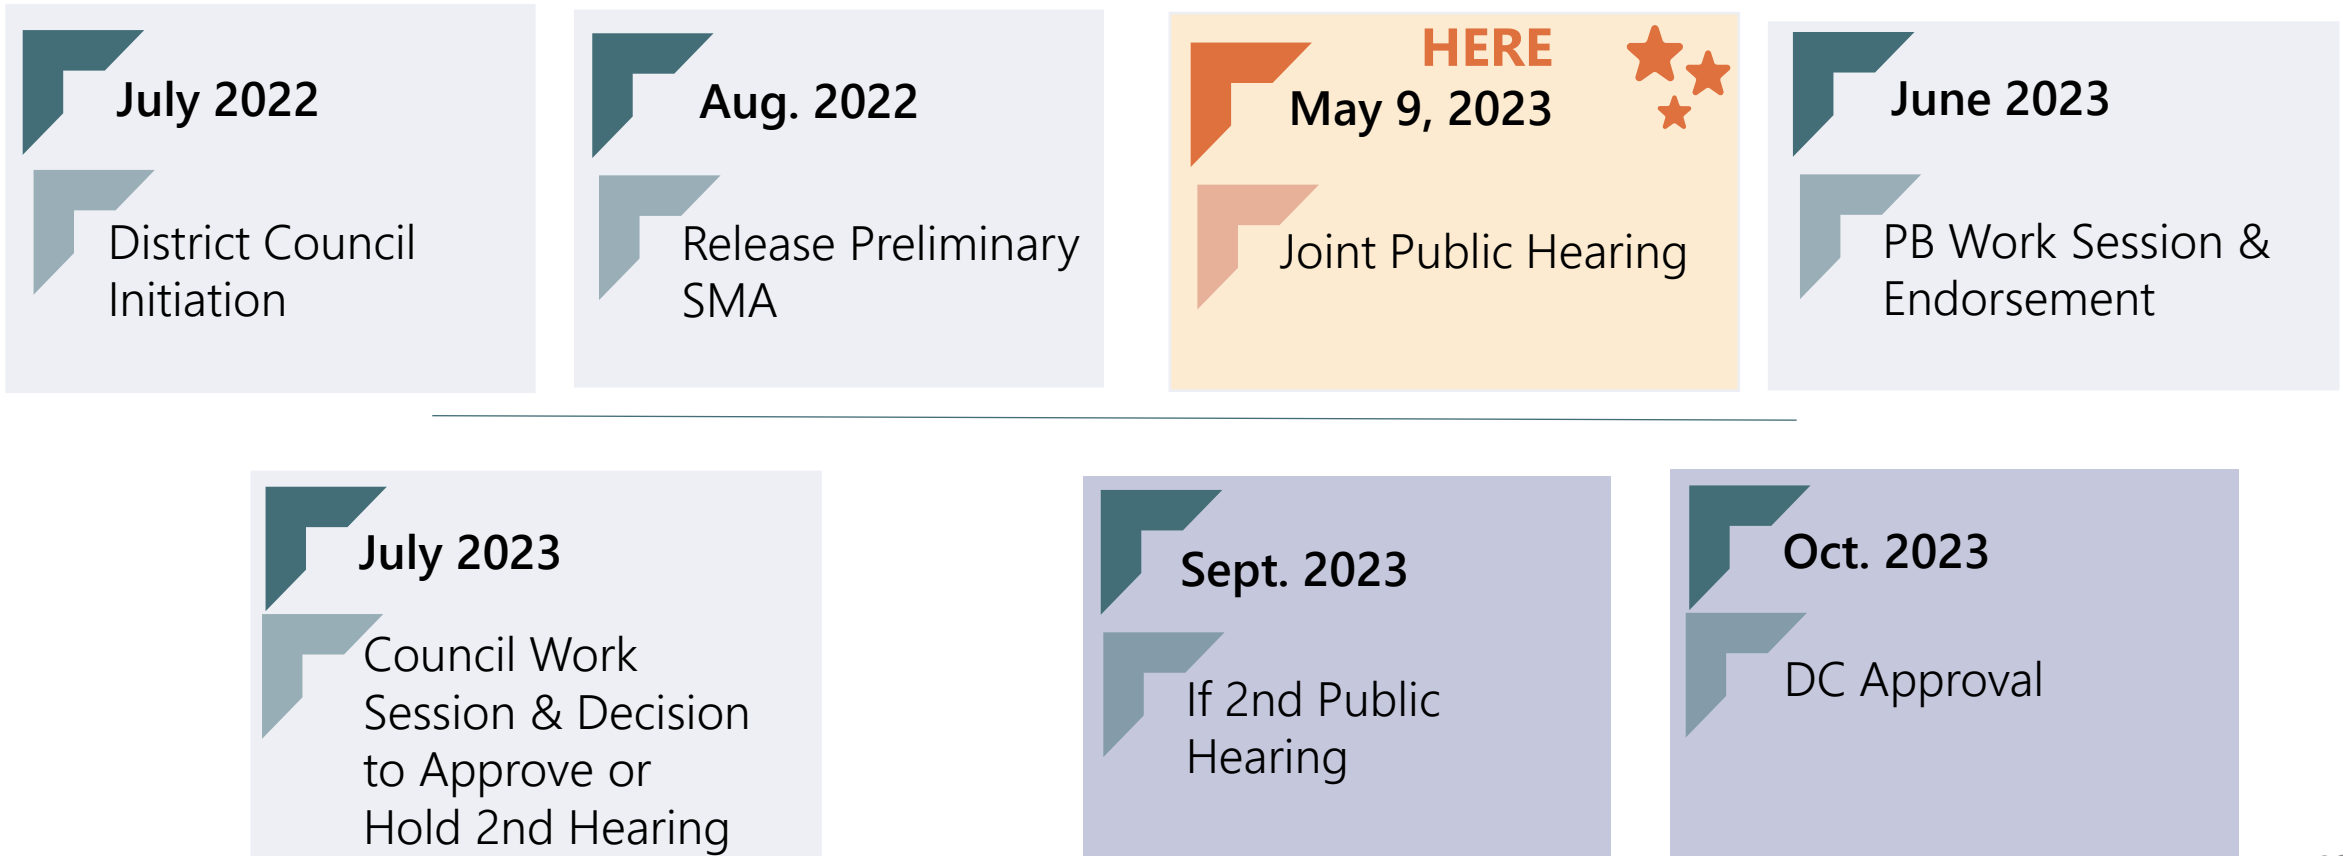 July 2022
District Council
Initiation
Aug. 2022
Release Preliminary
SMA
HERE
May 9, 2023
Joint Public Hearing
June 2023
PB Work Session &
Endorsement
July 2023
Council Work
Session & Decision
to Approve or
Hold 2nd Hearing
Sept. 2023
If 2nd Public
Hearing
Oct. 2023
DC Approval